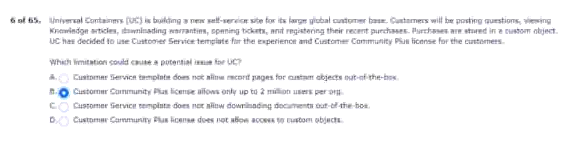 6 of 65. Universal Containers (UC) is building a new self-service site for its large global customer base. Customers will be posting questions, viewing
Knowledge articles, downloading warranties, opening tickets, and registering their recent purchases. Purchases are stored in a custom object.
UC has decided to use Customer Service template for the experience and Customer Community Plus license for the customers.
Which limitation could cause a potential issue for UC?
A. Customer Service template does not allow record pages for custom objects out-of-the-box.
B. Customer Community Plus license allows only up to 2 million users per org.
C. Customer Service template does not allow downloading documents out-of-the-box.
D. Customer Community Plus license does not allow access to custom objects.